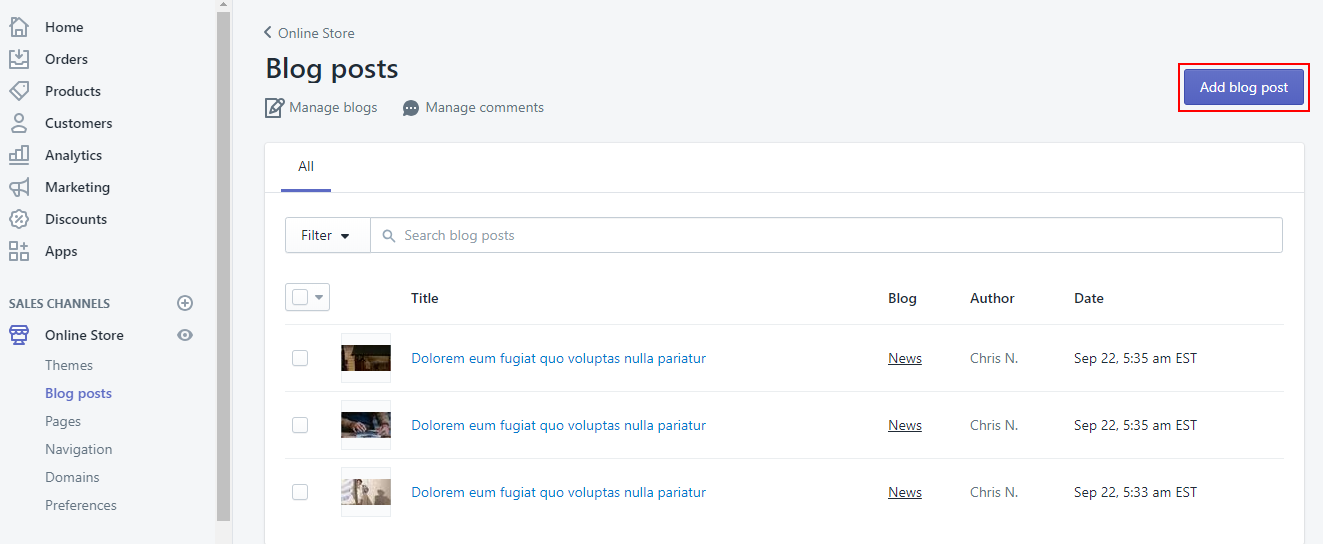 Home
Orders
Products
Customers
Analytics
Marketing
Discounts
Apps
SALES CHANNELS
Online Store
Themes
Blog posts
Pages
Navigation
Domains
Preferences
Online Store
Blog posts
Manage blogs Manage comments
Add blog post
All
Filter Search blog posts
Title Blog Author Date
Dolorem eum fugiat quo voluptas nulla pariatur News Chris N. Sep 22, 5:35 am EST
Dolorem eum fugiat quo voluptas nulla pariatur News Chris N. Sep 22, 5:35 am EST
Dolorem eum fugiat quo voluptas nulla pariatur News Chris N. Sep 22, 5:33 am EST